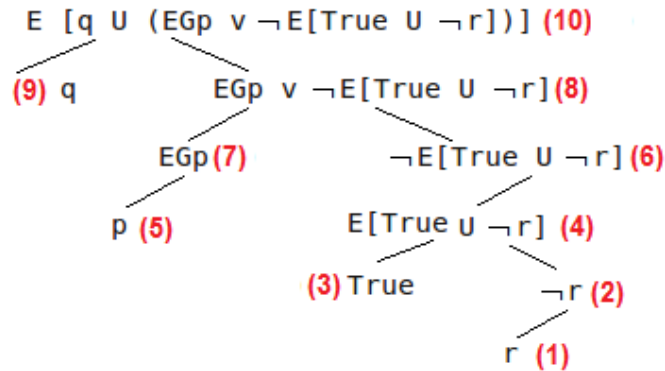 E [q U (EGp v ¬E[True U ¬r])] (10)
(9) q EGp v ¬E[True U ¬r] (8)
EGp (7) ¬E[True U ¬r] (6)
p (5) E[True U ¬r] (4)
(3) True ¬r (2)
r (1)